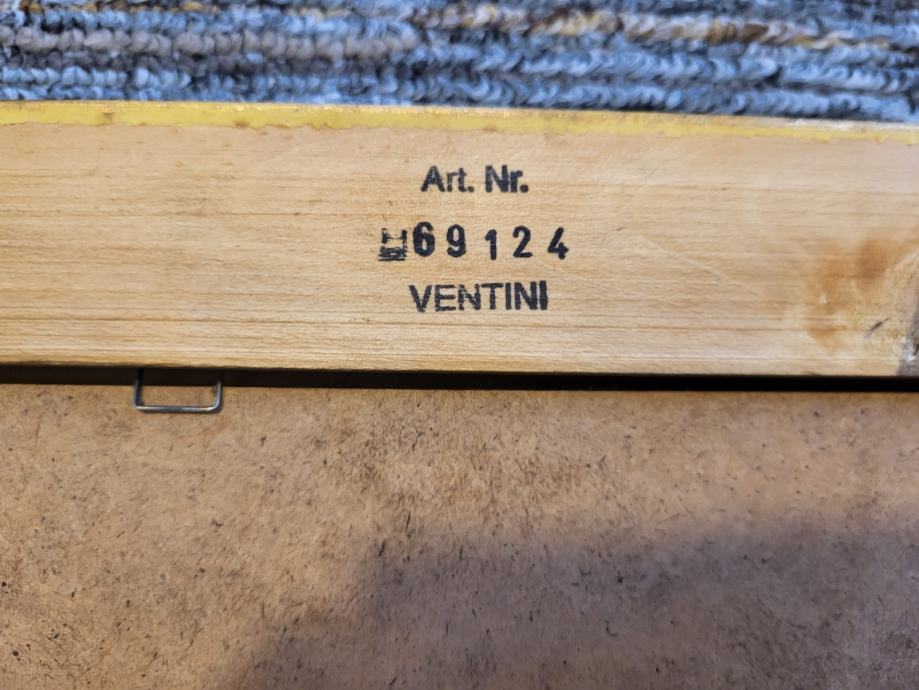 Art. Nr.
69124
VENTINI